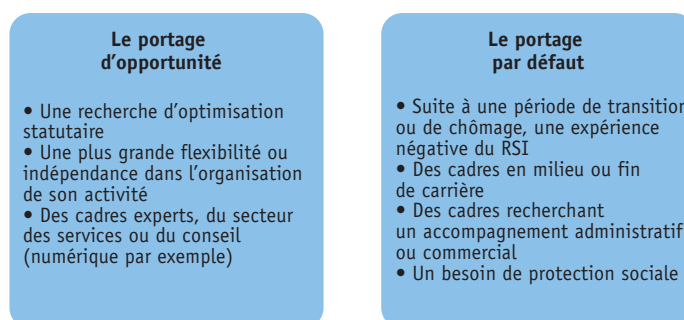 Le portage
d’opportunité
• Une recherche d’optimisation
statutaire
• Une plus grande flexibilité ou
indépendance dans l’organisation
de son activité
• Des cadres experts, du secteur
des services ou du conseil
(numérique par exemple)
Le portage
par défaut
• Suite à une période de transition
ou de chômage, une expérience
négative du RSI
• Des cadres en milieu ou fin
de carrière
• Des cadres recherchant
un accompagnement administratif
ou commercial
• Un besoin de protection sociale